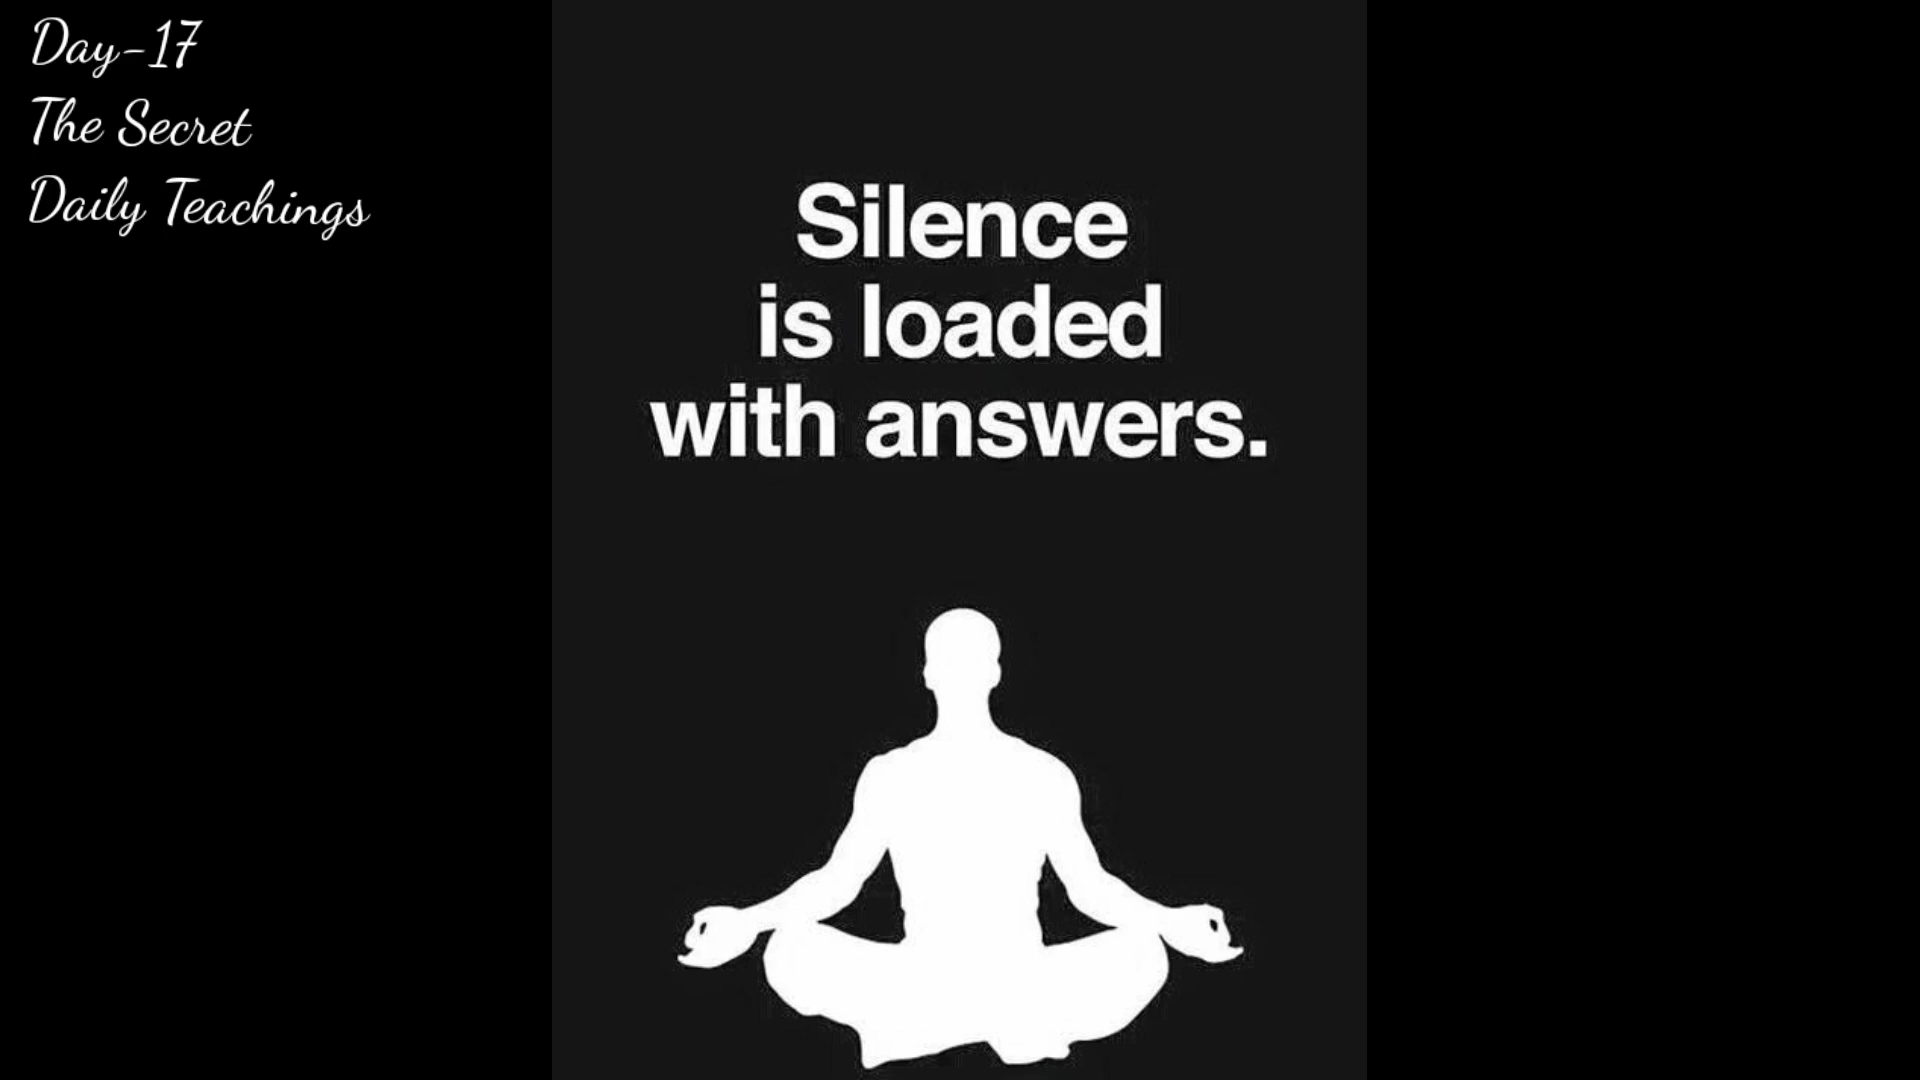 Day-17
The Secret
Daily Teachings
Silence
is loaded
with answers.